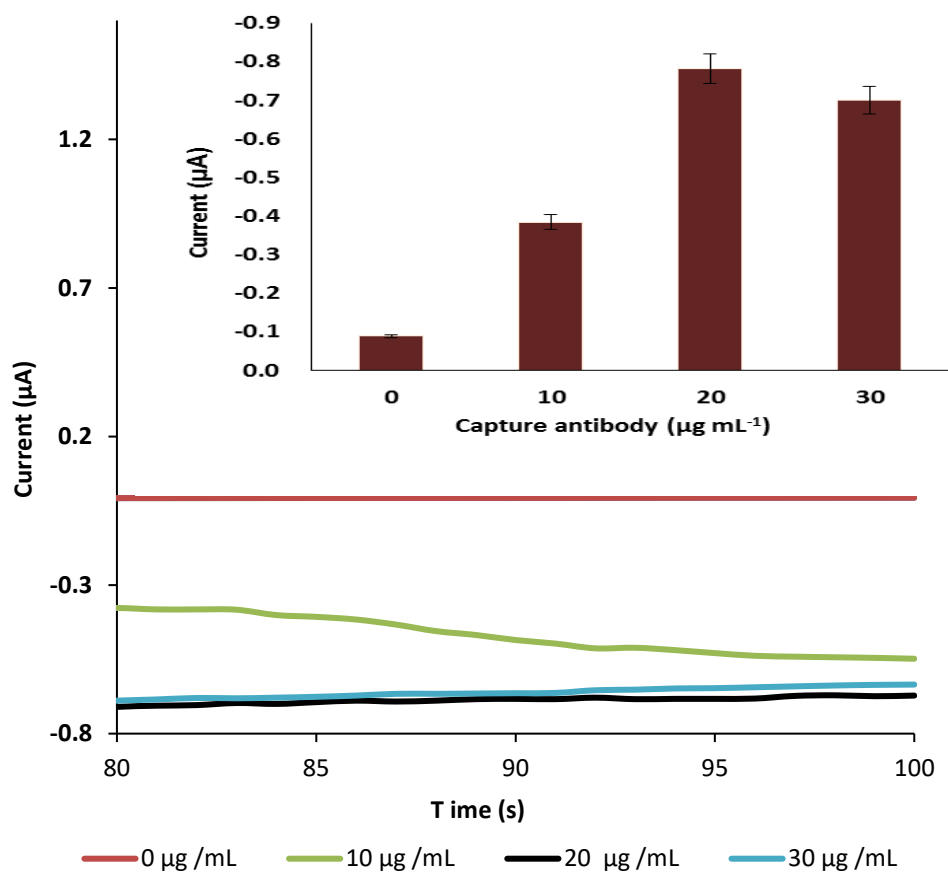 -0.9
-0.8
-0.7
-0.6
-0.5
-0.4
-0.3
-0.2
-0.1
0.0
Current (µA)
0 10 20 30
Capture antibody (µg mL⁻¹)
1.2
0.7
0.2
-0.3
-0.8
Current (µA)
80 85 90 95 100
T ime (s)
0 µg /mL 10 µg /mL 20 µg /mL 30 µg /mL